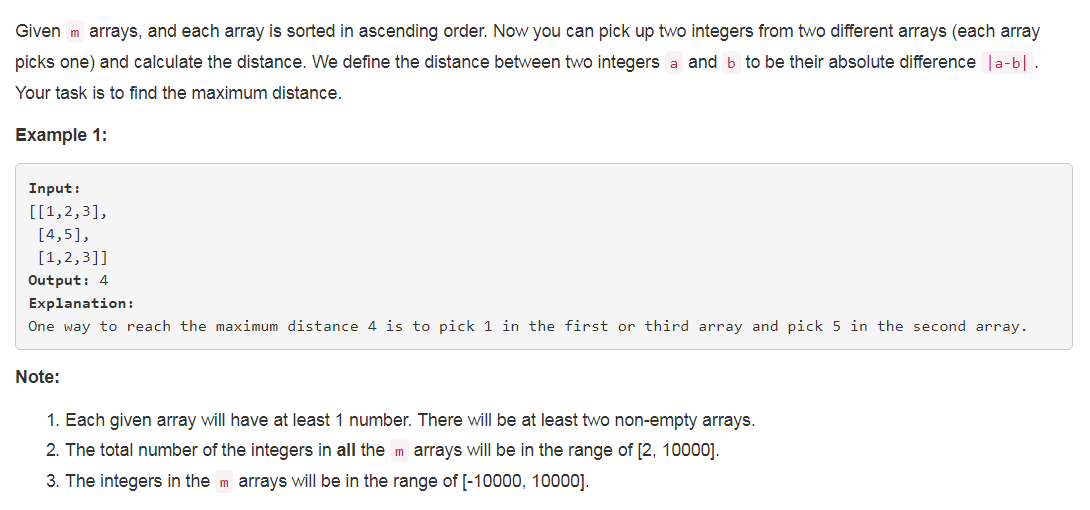 Given m arrays, and each array is sorted in ascending order. Now you can pick up two integers from two different arrays (each array
picks one) and calculate the distance. We define the distance between two integers a and b to be their absolute difference |a-b| .
Your task is to find the maximum distance.
Example 1:
Input:
[[1,2,3],
 [4,5],
 [1,2,3]]
Output: 4
Explanation:
One way to reach the maximum distance 4 is to pick 1 in the first or third array and pick 5 in the second array.
Note:
1. Each given array will have at least 1 number. There will be at least two non-empty arrays.
2. The total number of the integers in all the m arrays will be in the range of [2, 10000].
3. The integers in the m arrays will be in the range of [-10000, 10000].